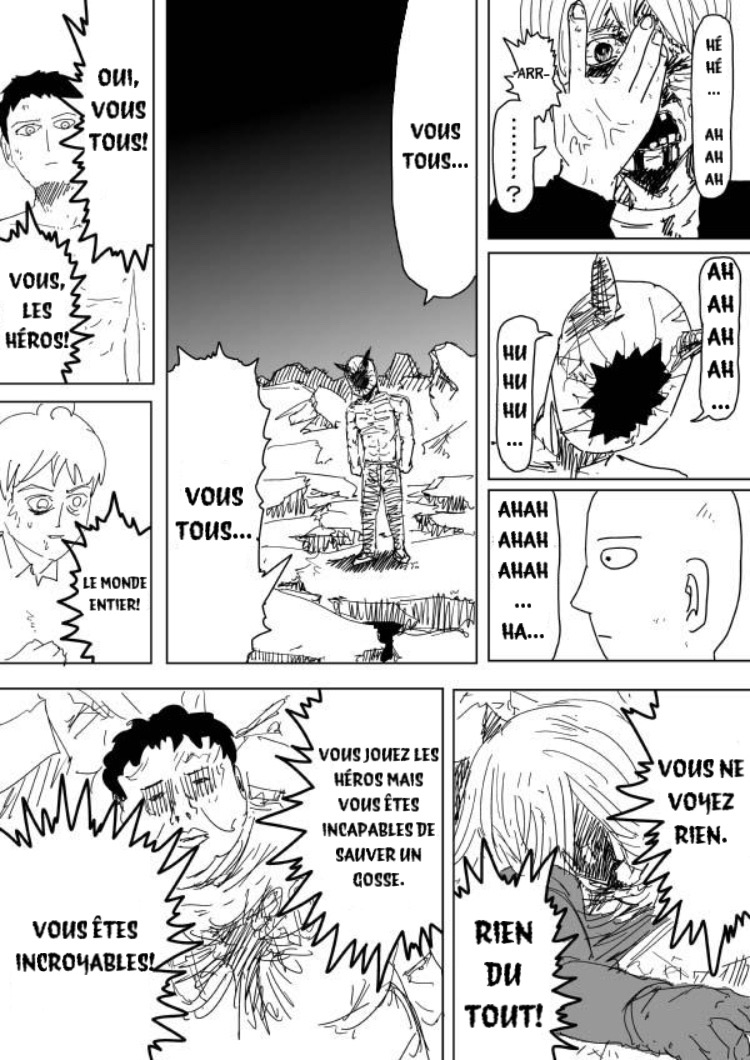 HÉ
HÉ
...
AH
AH
AH
ARR-
.........
?
AH
AH
AH
AH
...
HU
HU
HU
...
AHAH
AHAH
AHAH
...
HA...
VOUS
TOUS...
VOUS
TOUS...
OUI,
VOUS
TOUS!
VOUS,
LES
HÉROS!
LE MONDE
ENTIER!
VOUS NE
VOYEZ
RIEN.
RIEN
DU
TOUT!
VOUS JOUEZ LES
HÉROS MAIS
VOUS ÊTES
INCAPABLES DE
SAUVER UN
GOSSE.
VOUS ÊTES
INCROYABLES!